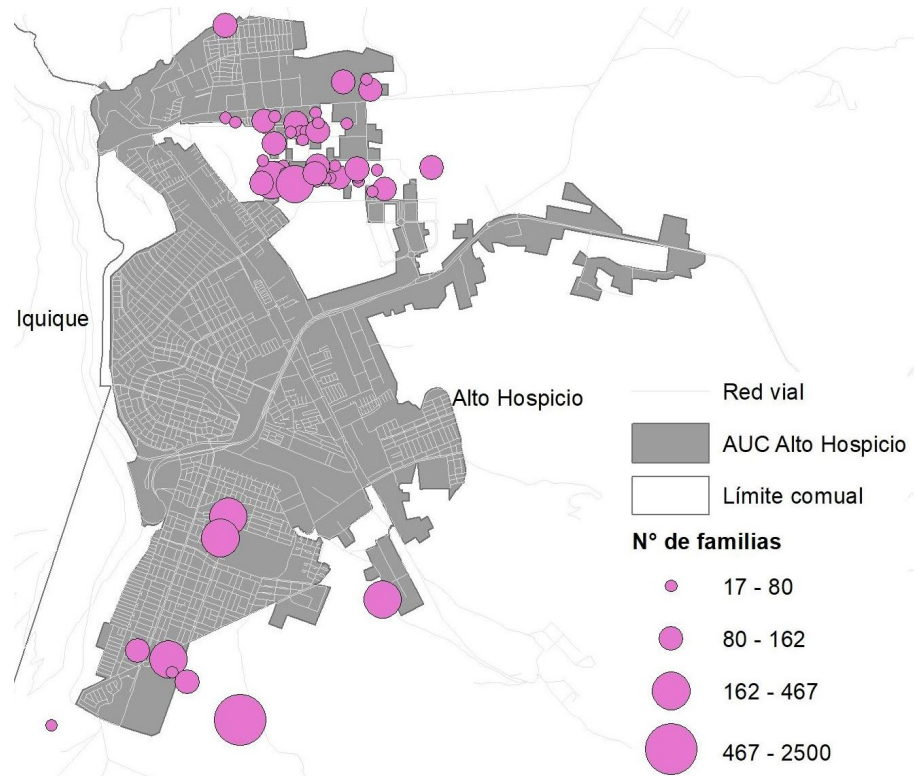 Iquique
Alto Hospicio
Red vial
AUC Alto Hospicio
Límite comual
N° de familias
17 - 80
80 - 162
162 - 467
467 - 2500